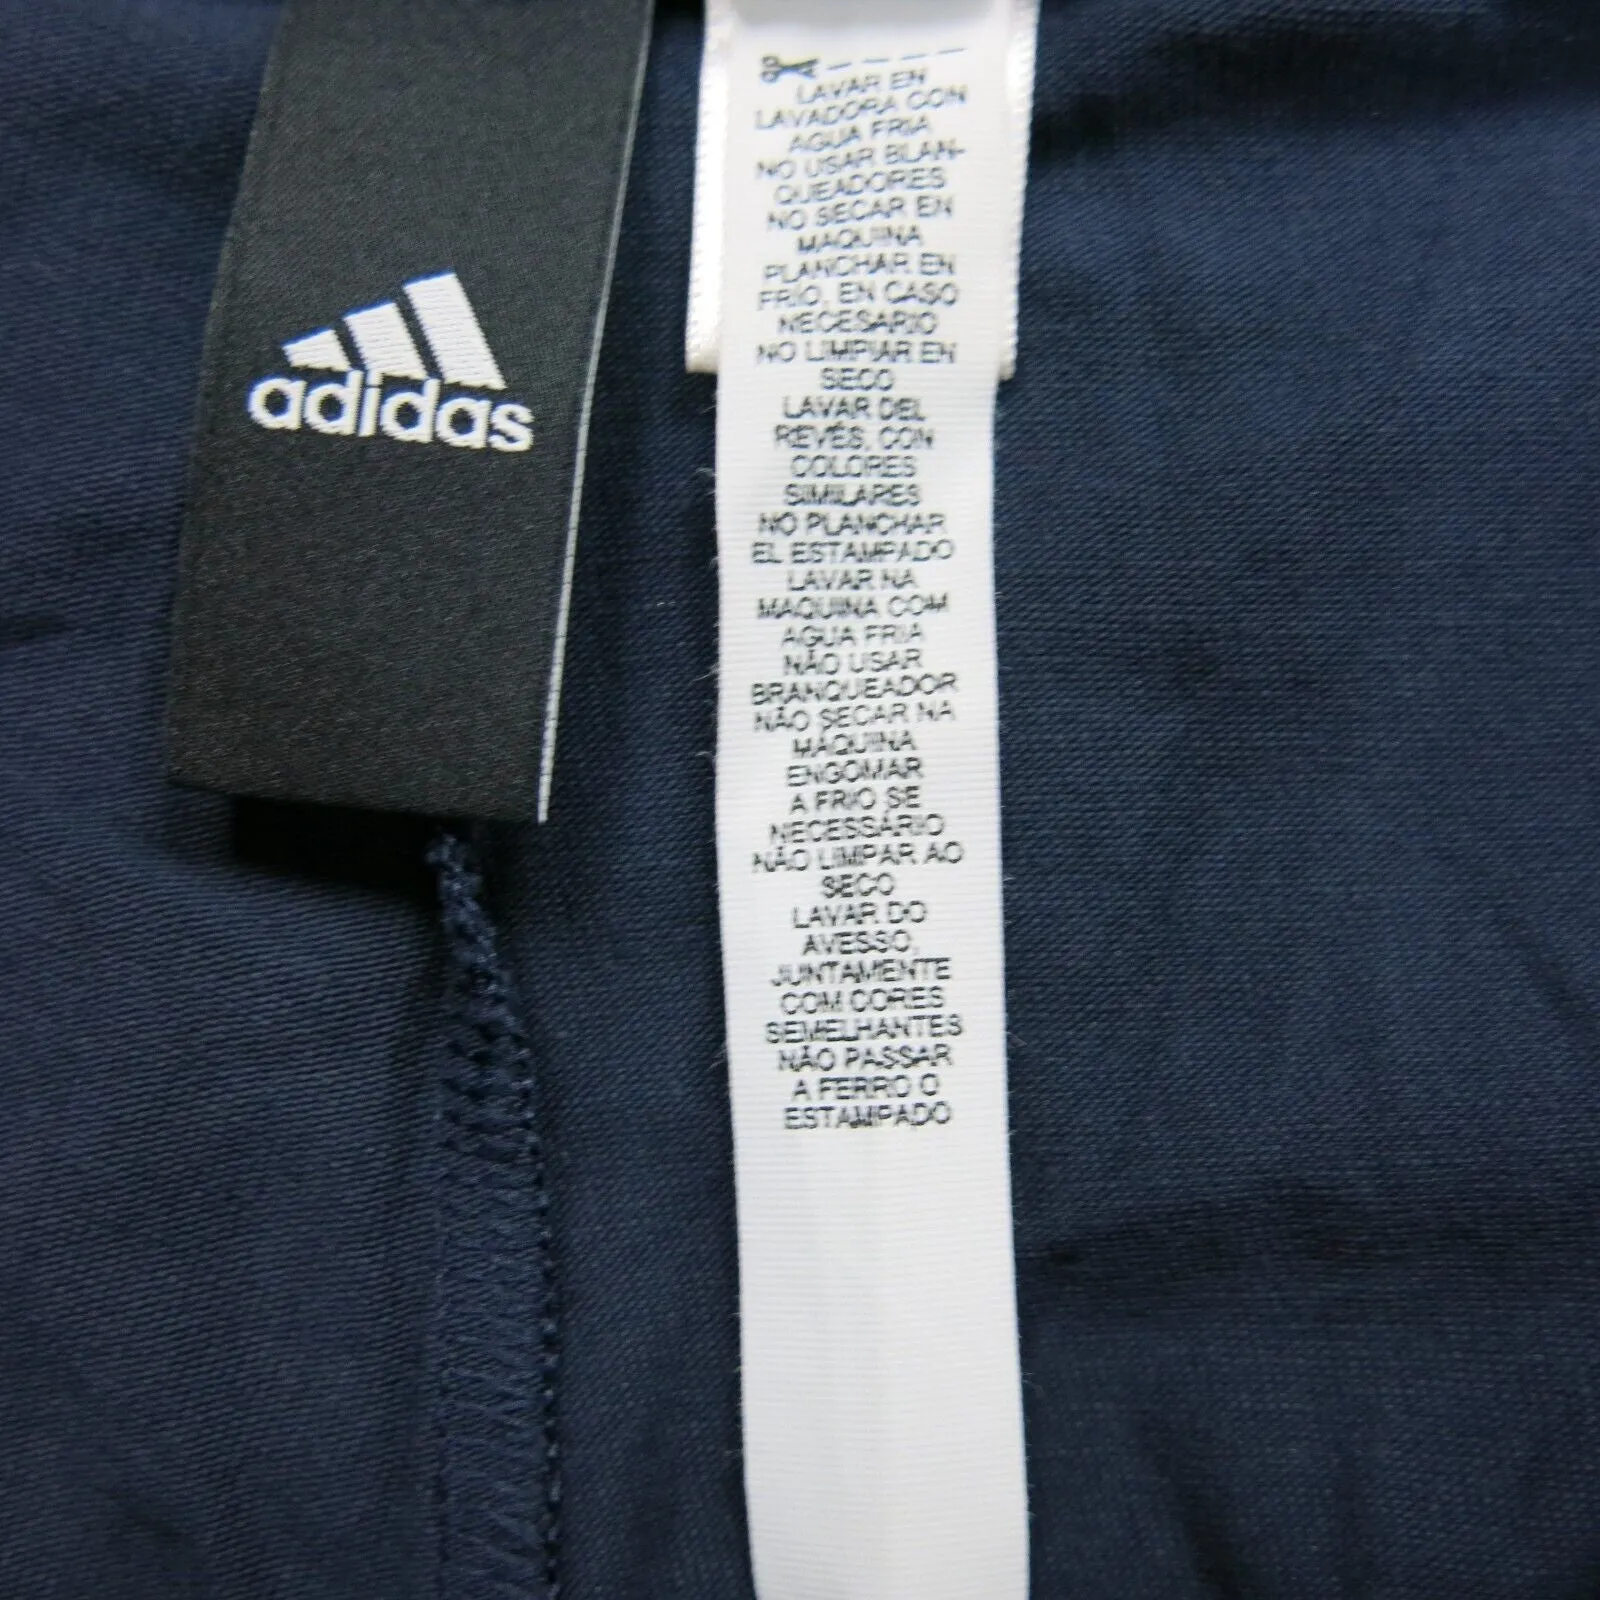 adidas
LAVAR EN
LAVADORA CON
AGUA FRIA
NO USAR BLAN-
QUEADORES
NO SECAR EN
MAQUINA
PLANCHAR EN
FRÍO, EN CASO
NECESARIO
NO LIMPIAR EN
SECO
LAVAR DEL
REVÉS, CON
COLORES
SIMILARES
NO PLANCHAR
EL ESTAMPADO
LAVAR NA
MAQUINA COM
AGUA FRIA
NÃO USAR
BRANQUEADOR
NÃO SECAR NA
MÁQUINA
ENGOMAR
A FRIO SE
NECESSÁRIO
NÃO LIMPAR AO
SECO
LAVAR DO
AVESSO,
JUNTAMENTE
COM CORES
SEMELHANTES
NÃO PASSAR
A FERRO O
ESTAMPADO